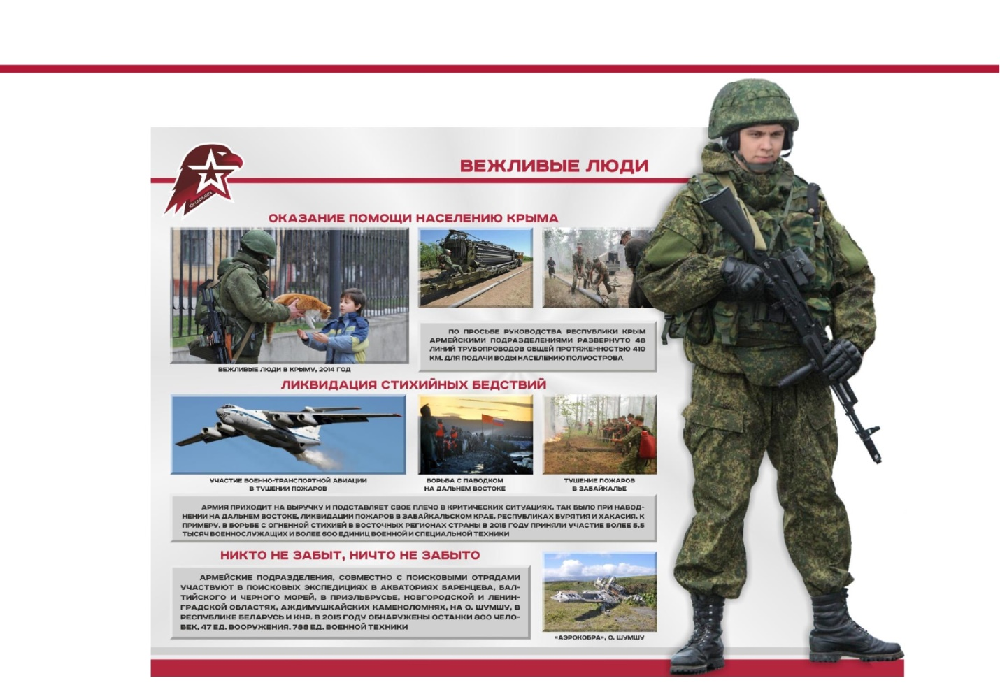 ЮНАРМИЯ
ВЕЖЛИВЫЕ ЛЮДИ
ОКАЗАНИЕ ПОМОЩИ НАСЕЛЕНИЮ КРЫМА
ВЕЖЛИВЫЕ ЛЮДИ В КРЫМУ, 2014 ГОД
ПО ПРОСЬБЕ РУКОВОДСТВА РЕСПУБЛИКИ КРЫМ
АРМЕЙСКИМИ ПОДРАЗДЕЛЕНИЯМИ РАЗВЕРНУТО 48
ЛИНИЙ ТРУБОПРОВОДОВ ОБЩЕЙ ПРОТЯЖЕННОСТЬЮ 410
КМ. ДЛЯ ПОДАЧИ ВОДЫ НАСЕЛЕНИЮ ПОЛУОСТРОВА
ЛИКВИДАЦИЯ СТИХИЙНЫХ БЕДСТВИЙ
УЧАСТИЕ ВОЕННО-ТРАНСПОРТНОЙ АВИАЦИИ
В ТУШЕНИИ ПОЖАРОВ
БОРЬБА С ПАВОДКОМ
НА ДАЛЬНЕМ ВОСТОКЕ
ТУШЕНИЕ ПОЖАРОВ
В ЗАБАЙКАЛЬЕ
АРМИЯ ПРИХОДИТ НА ВЫРУЧКУ И ПОДСТАВЛЯЕТ СВОЕ ПЛЕЧО В КРИТИЧЕСКИХ СИТУАЦИЯХ. ТАК БЫЛО ПРИ НАВОД-
НЕНИИ НА ДАЛЬНЕМ ВОСТОКЕ, ЛИКВИДАЦИИ ПОЖАРОВ В ЗАБАЙКАЛЬСКОМ КРАЕ, РЕСПУБЛИКАХ БУРЯТИЯ И ХАКАСИЯ. К
ПРИМЕРУ, В БОРЬБЕ С ОГНЕННОЙ СТИХИЕЙ В ВОСТОЧНЫХ РЕГИОНАХ СТРАНЫ В 2015 ГОДУ ПРИНЯЛИ УЧАСТИЕ БОЛЕЕ 5,5
ТЫСЯЧ ВОЕННОСЛУЖАЩИХ И БОЛЕЕ 600 ЕДИНИЦ ВОЕННОЙ И СПЕЦИАЛЬНОЙ ТЕХНИКИ
НИКТО НЕ ЗАБЫТ, НИЧТО НЕ ЗАБЫТО
АРМЕЙСКИЕ ПОДРАЗДЕЛЕНИЯ, СОВМЕСТНО С ПОИСКОВЫМИ ОТРЯДАМИ
УЧАСТВУЮТ В ПОИСКОВЫХ ЭКСПЕДИЦИЯХ В АКВАТОРИЯХ БАРЕНЦЕВА, БАЛ-
ТИЙСКОГО И ЧЕРНОГО МОРЕЙ, В ПРИЭЛЬБРУСЬЕ, НОВГОРОДСКОЙ И ЛЕНИН-
ГРАДСКОЙ ОБЛАСТЯХ, АЖДИМУШКАЙСКИХ КАМЕНОЛОМНЯХ, НА О. ШУМШУ, В
РЕСПУБЛИКЕ БЕЛАРУСЬ И КНР. В 2015 ГОДУ ОБНАРУЖЕНЫ ОСТАНКИ 800 ЧЕЛО-
ВЕК, 47 ЕД. ВООРУЖЕНИЯ, 788 ЕД. ВОЕННОЙ ТЕХНИКИ
«АЭРОКОБРА», О. ШУМШУ